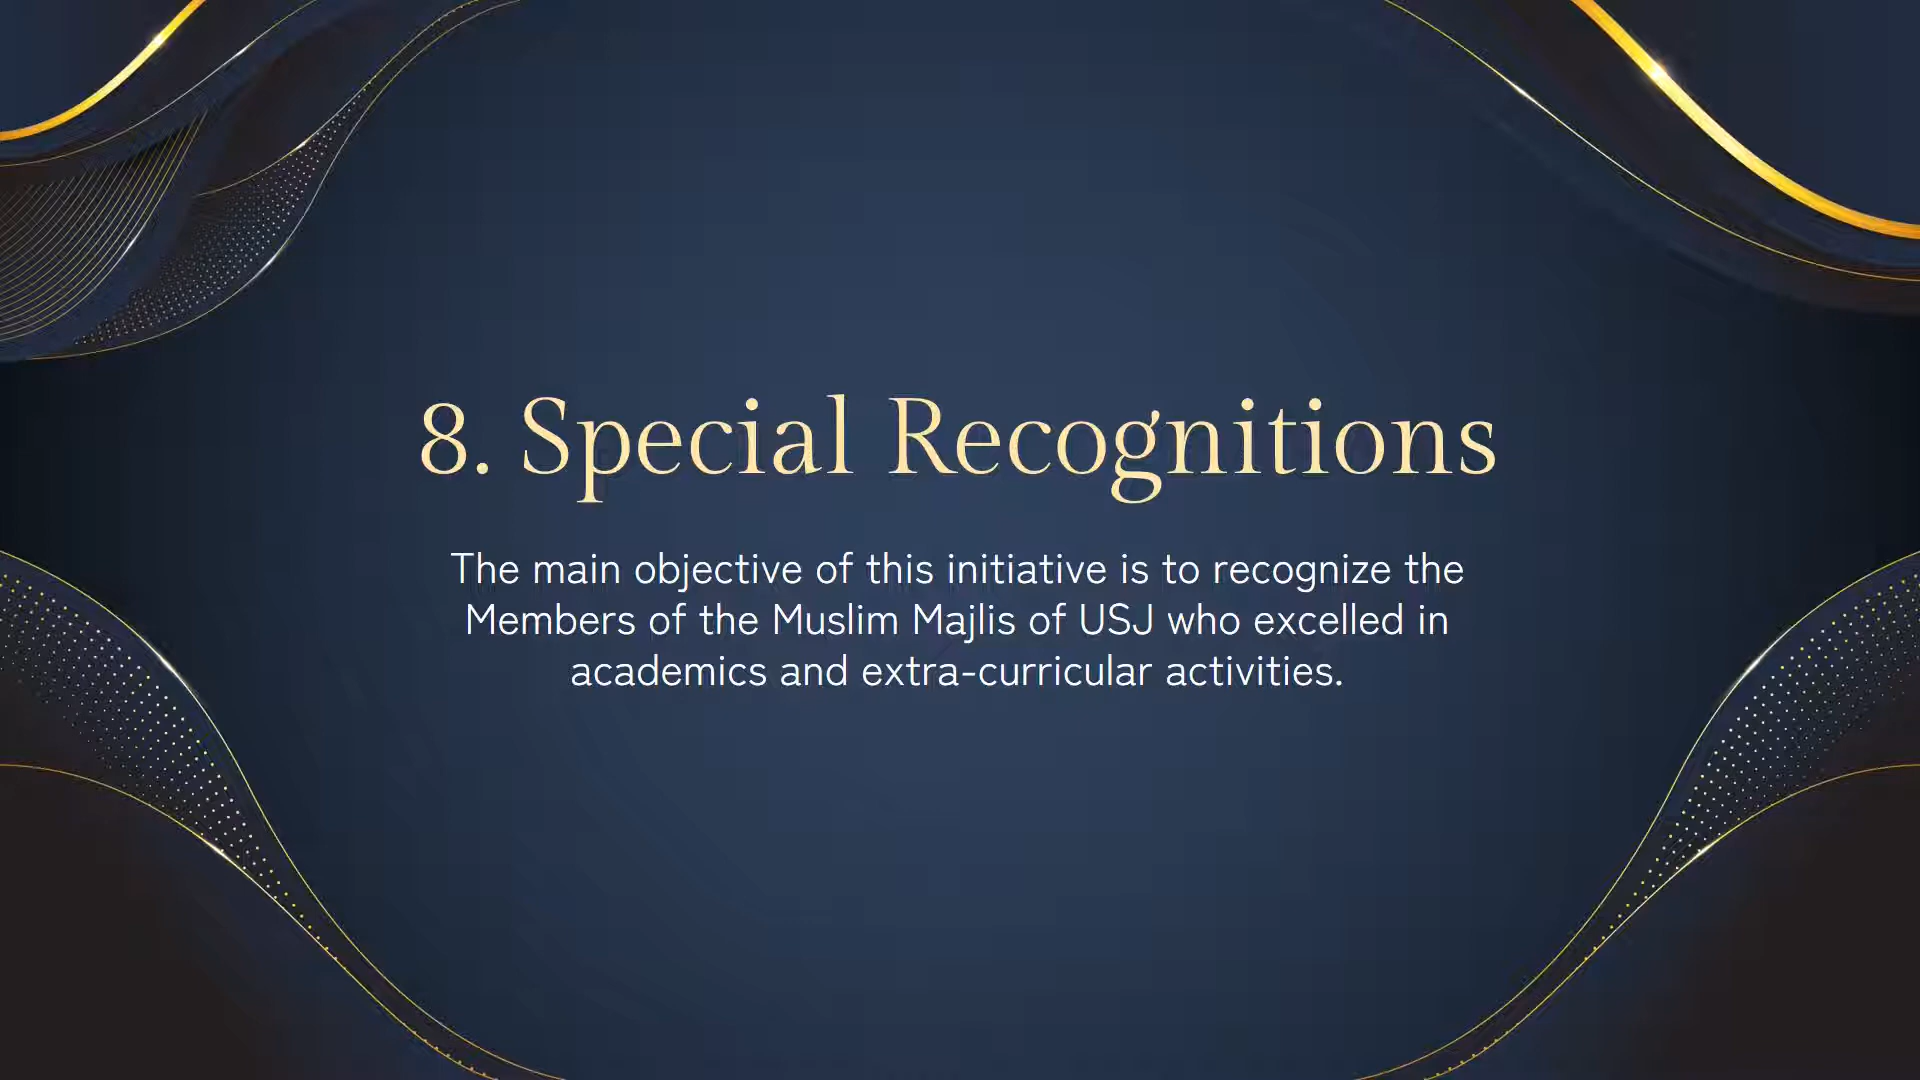 8. Special Recognitions
The main objective of this initiative is to recognize the
Members of the Muslim Majlis of USJ who excelled in
academics and extra-curricular activities.